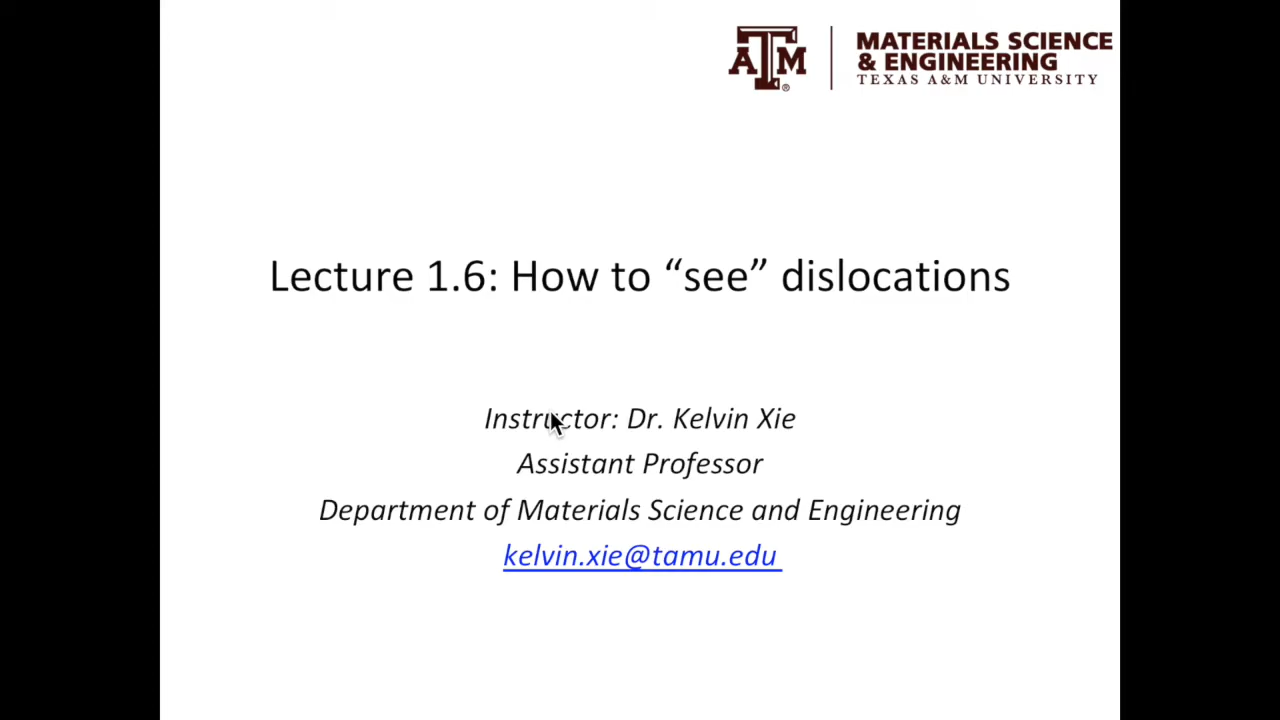 ATM®
MATERIALS SCIENCE
& ENGINEERING
TEXAS A&M UNIVERSITY
Lecture 1.6: How to “see” dislocations
Instructor: Dr. Kelvin Xie
Assistant Professor
Department of Materials Science and Engineering
kelvin.xie@tamu.edu